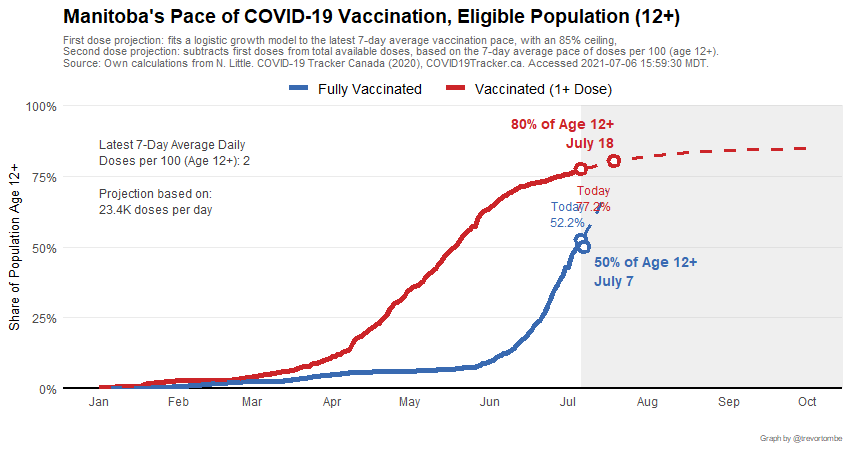 Manitoba's Pace of COVID-19 Vaccination, Eligible Population (12+)
First dose projection: fits a logistic growth model to the latest 7-day average vaccination pace, with an 85% ceiling,
Second dose projection: subtracts first doses from total available doses, based on the 7-day average pace of doses per 100 (age 12+).
Source: Own calculations from N. Little. COVID-19 Tracker Canada (2020), COVID19Tracker.ca. Accessed 2021-07-06 15:59:30 MDT.
Fully Vaccinated
Vaccinated (1+ Dose)
Share of Population Age 12+
100%
75%
50%
25%
0%
Latest 7-Day Average Daily
Doses per 100 (Age 12+): 2
Projection based on:
23.4K doses per day
80% of Age 12+
July 18
Today
77.2%
Today
52.2%
50% of Age 12+
July 7
Jan
Feb
Mar
Apr
May
Jun
Jul
Aug
Sep
Oct
Graph by @trevortombe